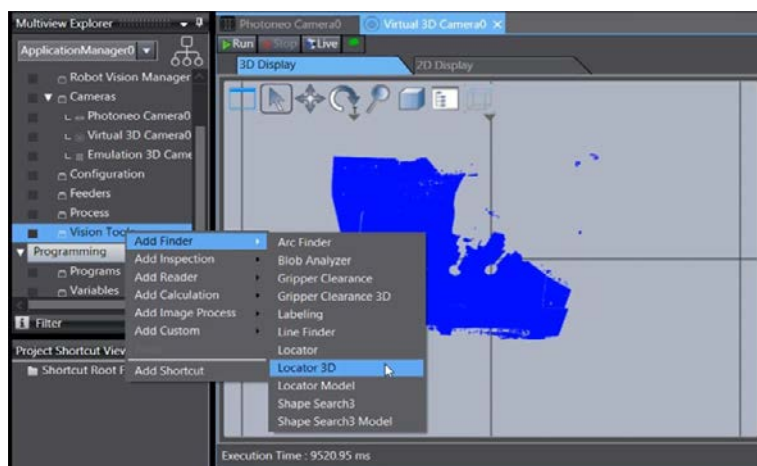 Multiview Explorer
Photoneo Camera0
Virtual 3D Camera0
ApplicationManager0
Run
Stop
Live
3D Display
2D Display
Robot Vision Manager
Cameras
Photoneo Camera0
Virtual 3D Camera0
Emulation 3D Came
Configuration
Feeders
Process
Vision Tools
Add Finder
Add Inspection
Add Reader
Add Calculation
Add Image Process
Add Custom
Add Shortcut
Arc Finder
Blob Analyzer
Gripper Clearance
Gripper Clearance 3D
Labeling
Line Finder
Locator
Locator 3D
Locator Model
Shape Search3
Shape Search3 Model
Programming
Programs
Variables
Filter
Project Shortcut View
Shortcut Root F
Execution Time : 9520.95 ms